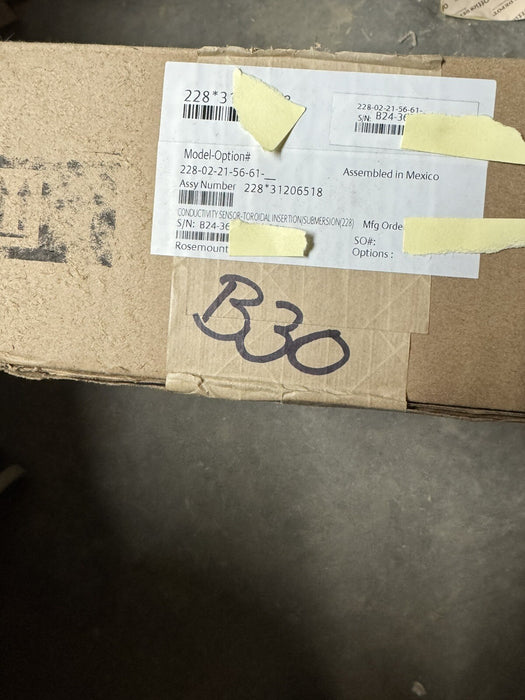 228*31
228-02-21-56-61-_
S/N: B24-36
Model-Option#
228-02-21-56-61-__
Assembled in Mexico
Assy Number 228*31206518
CONDUCTIVITY SENSOR-TOROIDAL INSERTION/SUBMERSION(228)
Mfg Orde
S/N: B24-36
SO#:
Rosemount
Options :
B30